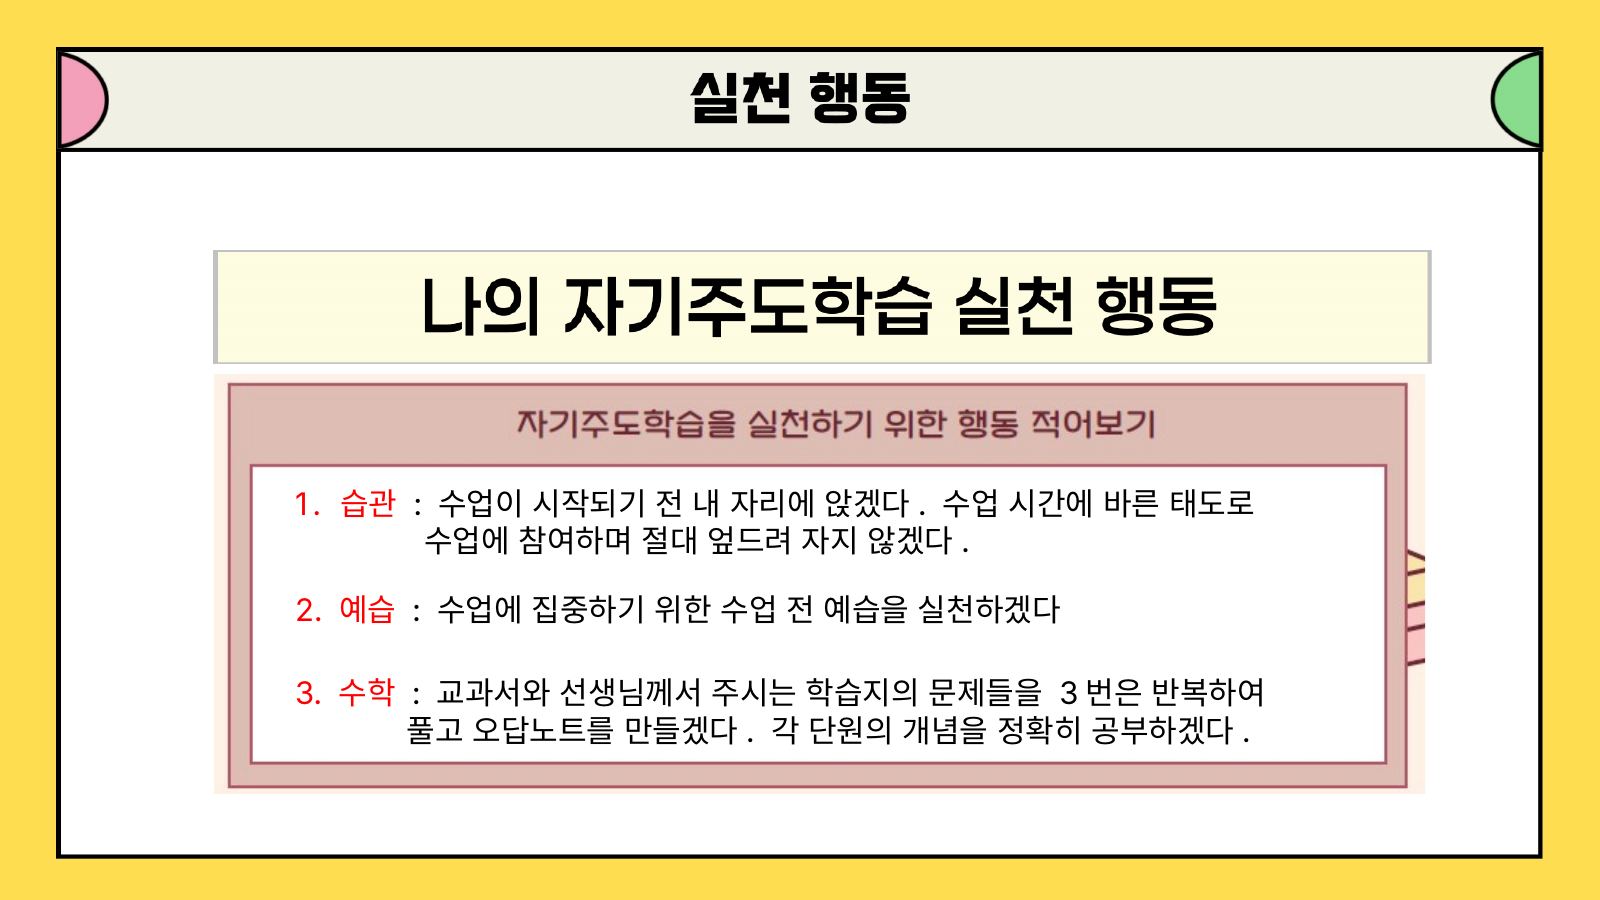 실천 행동
나의 자기주도학습 실천 행동
자기주도학습을 실천하기 위한 행동 적어보기
1. 습관 : 수업이 시작되기 전 내 자리에 앉겠다 . 수업 시간에 바른 태도로
수업에 참여하며 절대 엎드려 자지 않겠다 .
2. 예습 : 수업에 집중하기 위한 수업 전 예습을 실천하겠다
3. 수학 : 교과서와 선생님께서 주시는 학습지의 문제들을 3 번은 반복하여
풀고 오답노트를 만들겠다 . 각 단원의 개념을 정확히 공부하겠다 .